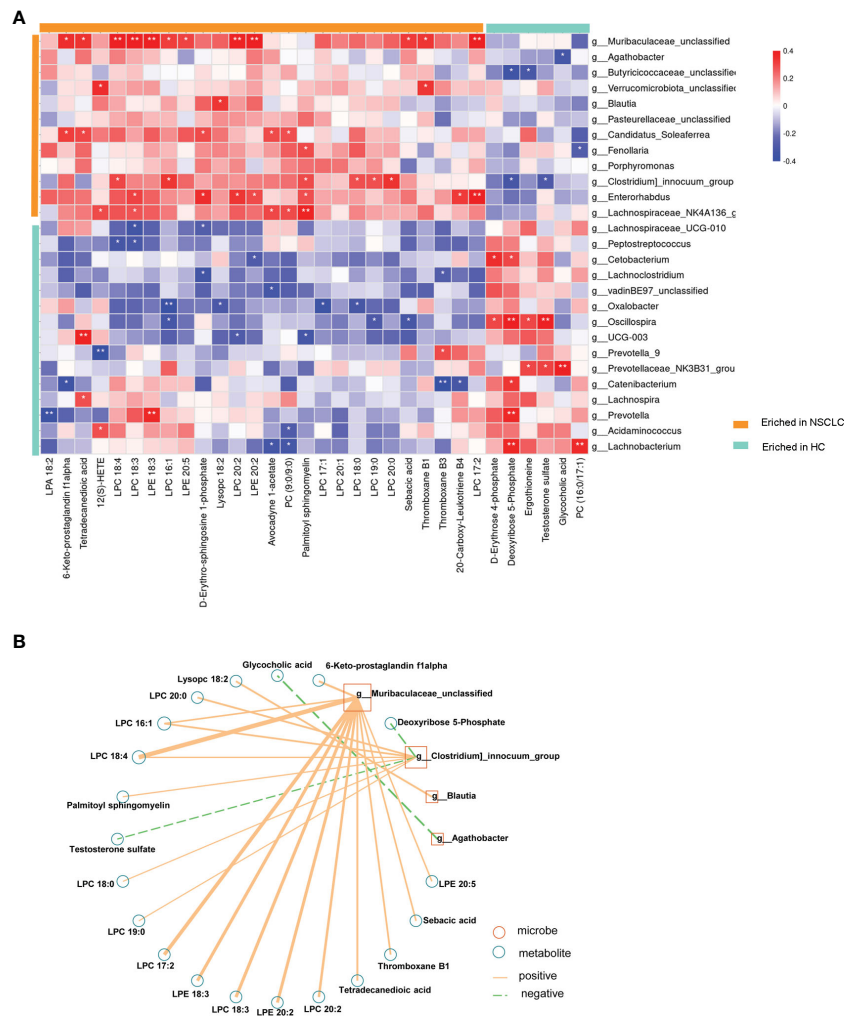 A
g__Muribaculaceae_unclassified
g__Agathobacter
g__Butyricicoccaceae_unclassified
g__Verrucomicrobiota_unclassified
g__Blautia
g__Pasteurellaceae_unclassified
g__Candidatus_Soleaferrea
g__Fenollaria
g__Porphyromonas
g__Clostridium]_innocuum_group
g__Enterorhabdus
g__Lachnospiraceae_NK4A136_g
g__Lachnospiraceae_UCG-010
g__Peptostreptococcus
g__Cetobacterium
g__Lachnoclostridium
g__vadinBE97_unclassified
g__Oxalobacter
g__Oscillospira
g__UCG-003
g__Prevotella_9
g__Prevotellaceae_NK3B31_grou
g__Catenibacterium
g__Lachnospira
g__Prevotella
g__Acidaminococcus
g__Lachnobacterium
0.4
0.2
0
-0.2
-0.4
Enriched in NSCLC
Enriched in HC
LPA 18:2
6-Keto-prostaglandin f1alpha
Tetradecanedioic acid
12(S)-HETE
LPC 18:4
LPC 18:3
LPE 18:3
LPC 16:1
LPE 20:5
D-Erythro-sphingosine 1-phosphate
Lysopc 18:2
LPC 20:2
LPE 20:2
Avocadyne 1-acetate
PC (9:0/9:0)
Palmitoyl sphingomyelin
LPC 17:1
LPC 20:1
LPC 18:0
LPC 19:0
LPC 20:0
Sebacic acid
Thromboxane B1
Thromboxane B3
20-Carboxy-Leukotriene B4
LPC 17:2
D-Erythrose 4-phosphate
Deoxyribose 5-Phosphate
Ergothioneine
Testosterone sulfate
Glycocholic acid
PC (16:0/17:1)
B
Glycocholic acid
6-Keto-prostaglandin f1alpha
Lysopc 18:2
LPC 20:0
g__Muribaculaceae_unclassified
LPC 16:1
Deoxyribose 5-Phosphate
LPC 18:4
g__Clostridium]_innocuum_group
Palmitoyl sphingomyelin
g__Blautia
Testosterone sulfate
g__Agathobacter
LPC 18:0
LPE 20:5
LPC 19:0
Sebacic acid
LPC 17:2
Thromboxane B1
LPE 18:3
Tetradecanedioic acid
LPC 18:3
LPE 20:2
LPC 20:2
microbe
metabolite
positive
negative